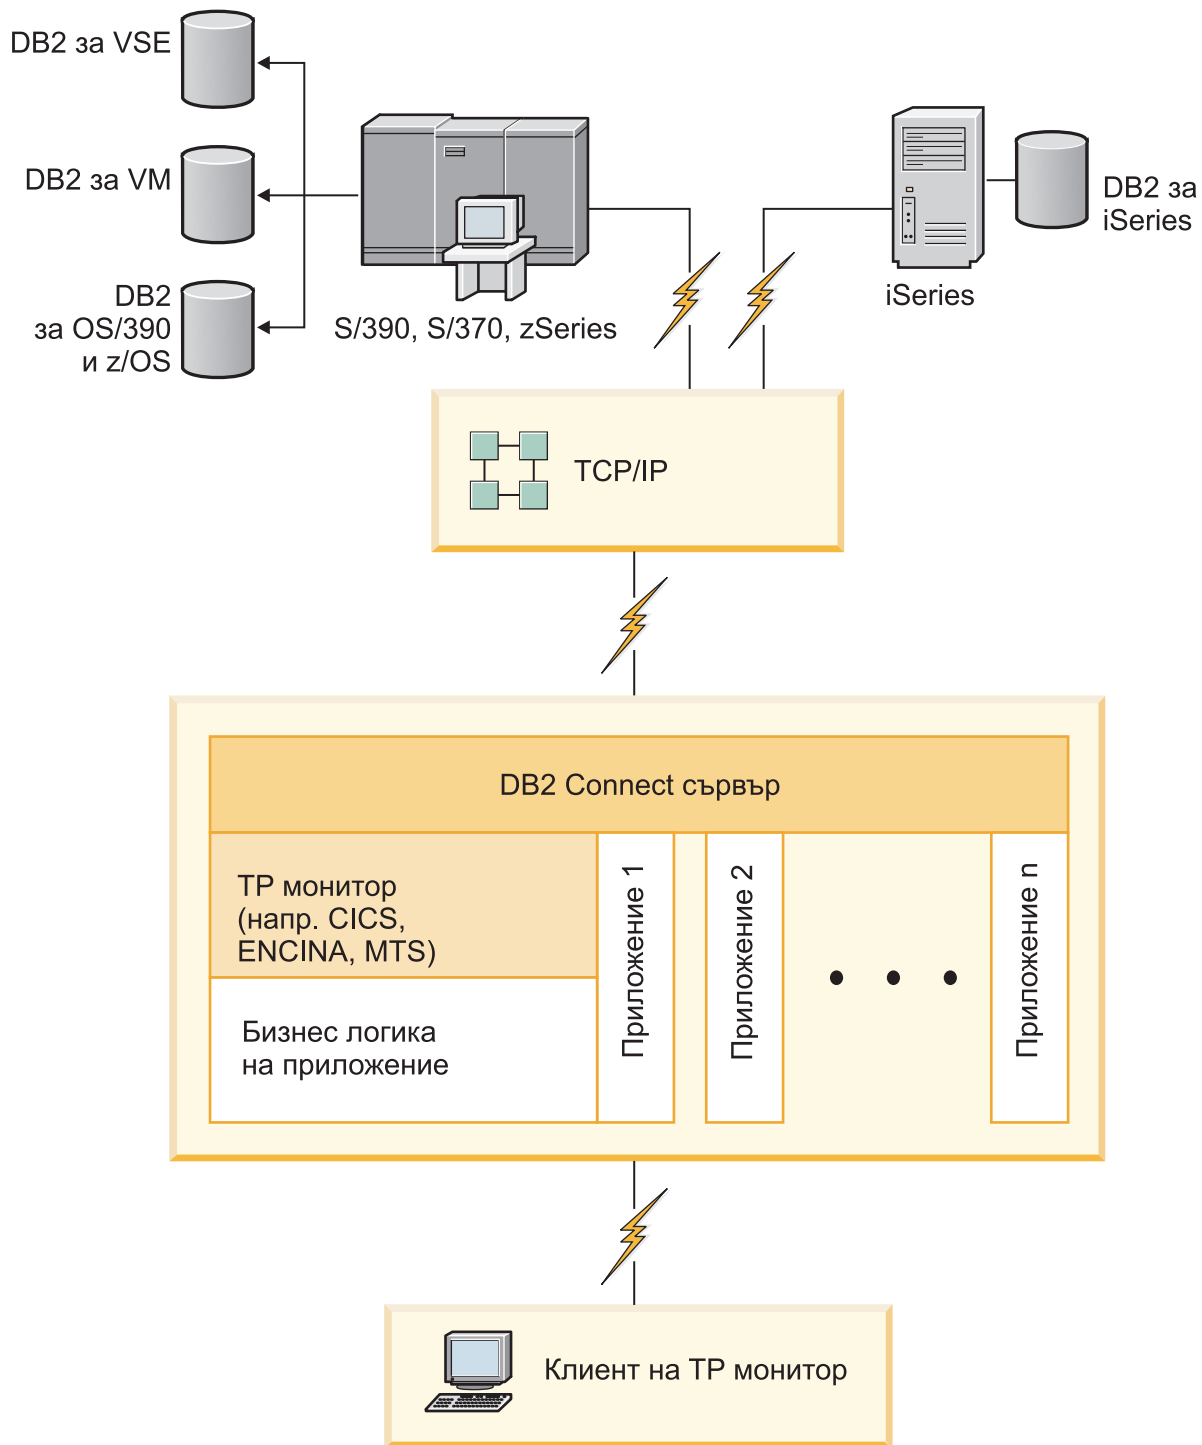 DB2 за VSE
DB2 за VM
DB2
за OS/390
и z/OS
S/390, S/370, zSeries
iSeries
DB2 за
iSeries
TCP/IP
DB2 Connect сървър
TP монитор
(напр. CICS,
ENCINA, MTS)
Бизнес логика
на приложение
Приложение 1
Приложение 2
Приложение n
Клиент на TP монитор